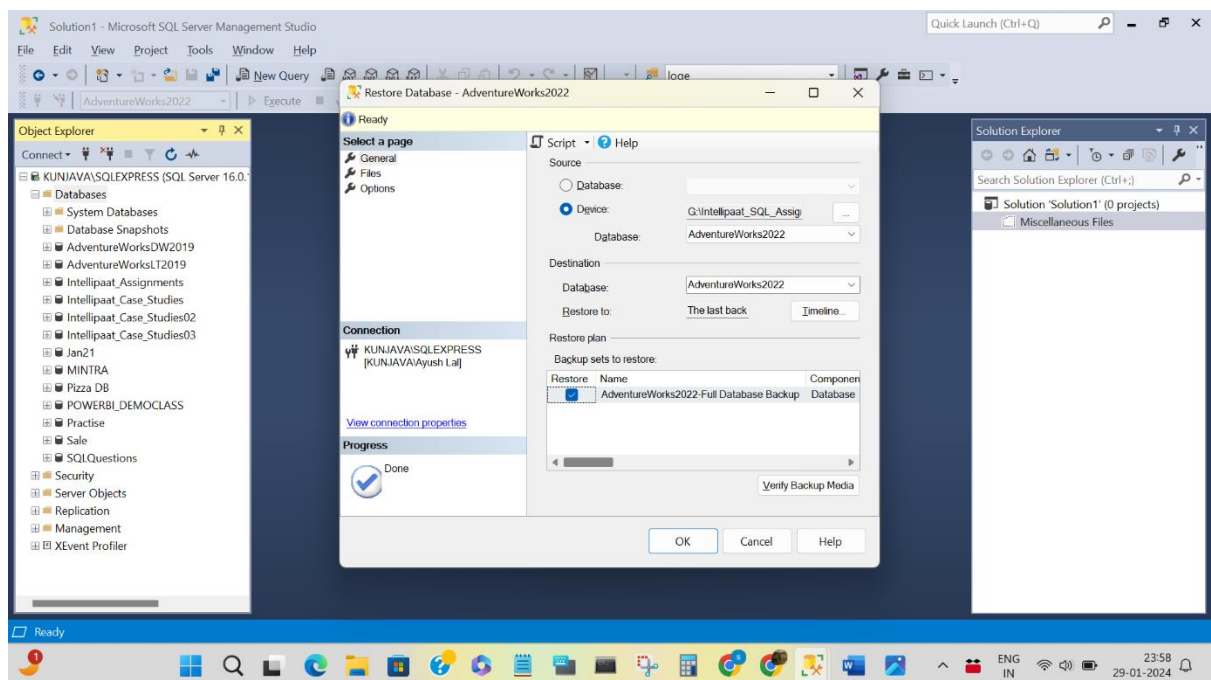 Solution1 - Microsoft SQL Server Management Studio
Quick Launch (Ctrl+Q)
File Edit View Project Tools Window Help
New Query
loge
AdventureWorks2022
Execute
Restore Database - AdventureWorks2022
Ready
Object Explorer
Connect
KUNJAVA\SQLEXPRESS (SQL Server 16.0.
Databases
System Databases
Database Snapshots
AdventureWorksDW2019
AdventureWorksLT2019
Intellipaat_Assignments
Intellipaat_Case_Studies
Intellipaat_Case_Studies02
Intellipaat_Case_Studies03
Jan21
MINTRA
Pizza DB
POWERBI_DEMOCLASS
Practise
Sale
SQLQuestions
Security
Server Objects
Replication
Management
XEvent Profiler
Select a page
General
Files
Options
Connection
KUNJAVA\SQLEXPRESS
[KUNJAVA\Ayush Lal]
View connection properties
Progress
Done
Script Help
Source
Database:
Device: G:\Intellipaat_SQL_Assig ...
Database: AdventureWorks2022
Destination
Database: AdventureWorks2022
Restore to: The last back Timeline...
Restore plan
Backup sets to restore:
Restore Name Componen
AdventureWorks2022-Full Database Backup Database
Verify Backup Media
OK Cancel Help
Solution Explorer
Search Solution Explorer (Ctrl+;)
Solution 'Solution1' (0 projects)
Miscellaneous Files
Ready
1
ENG
IN
23:58
29-01-2024